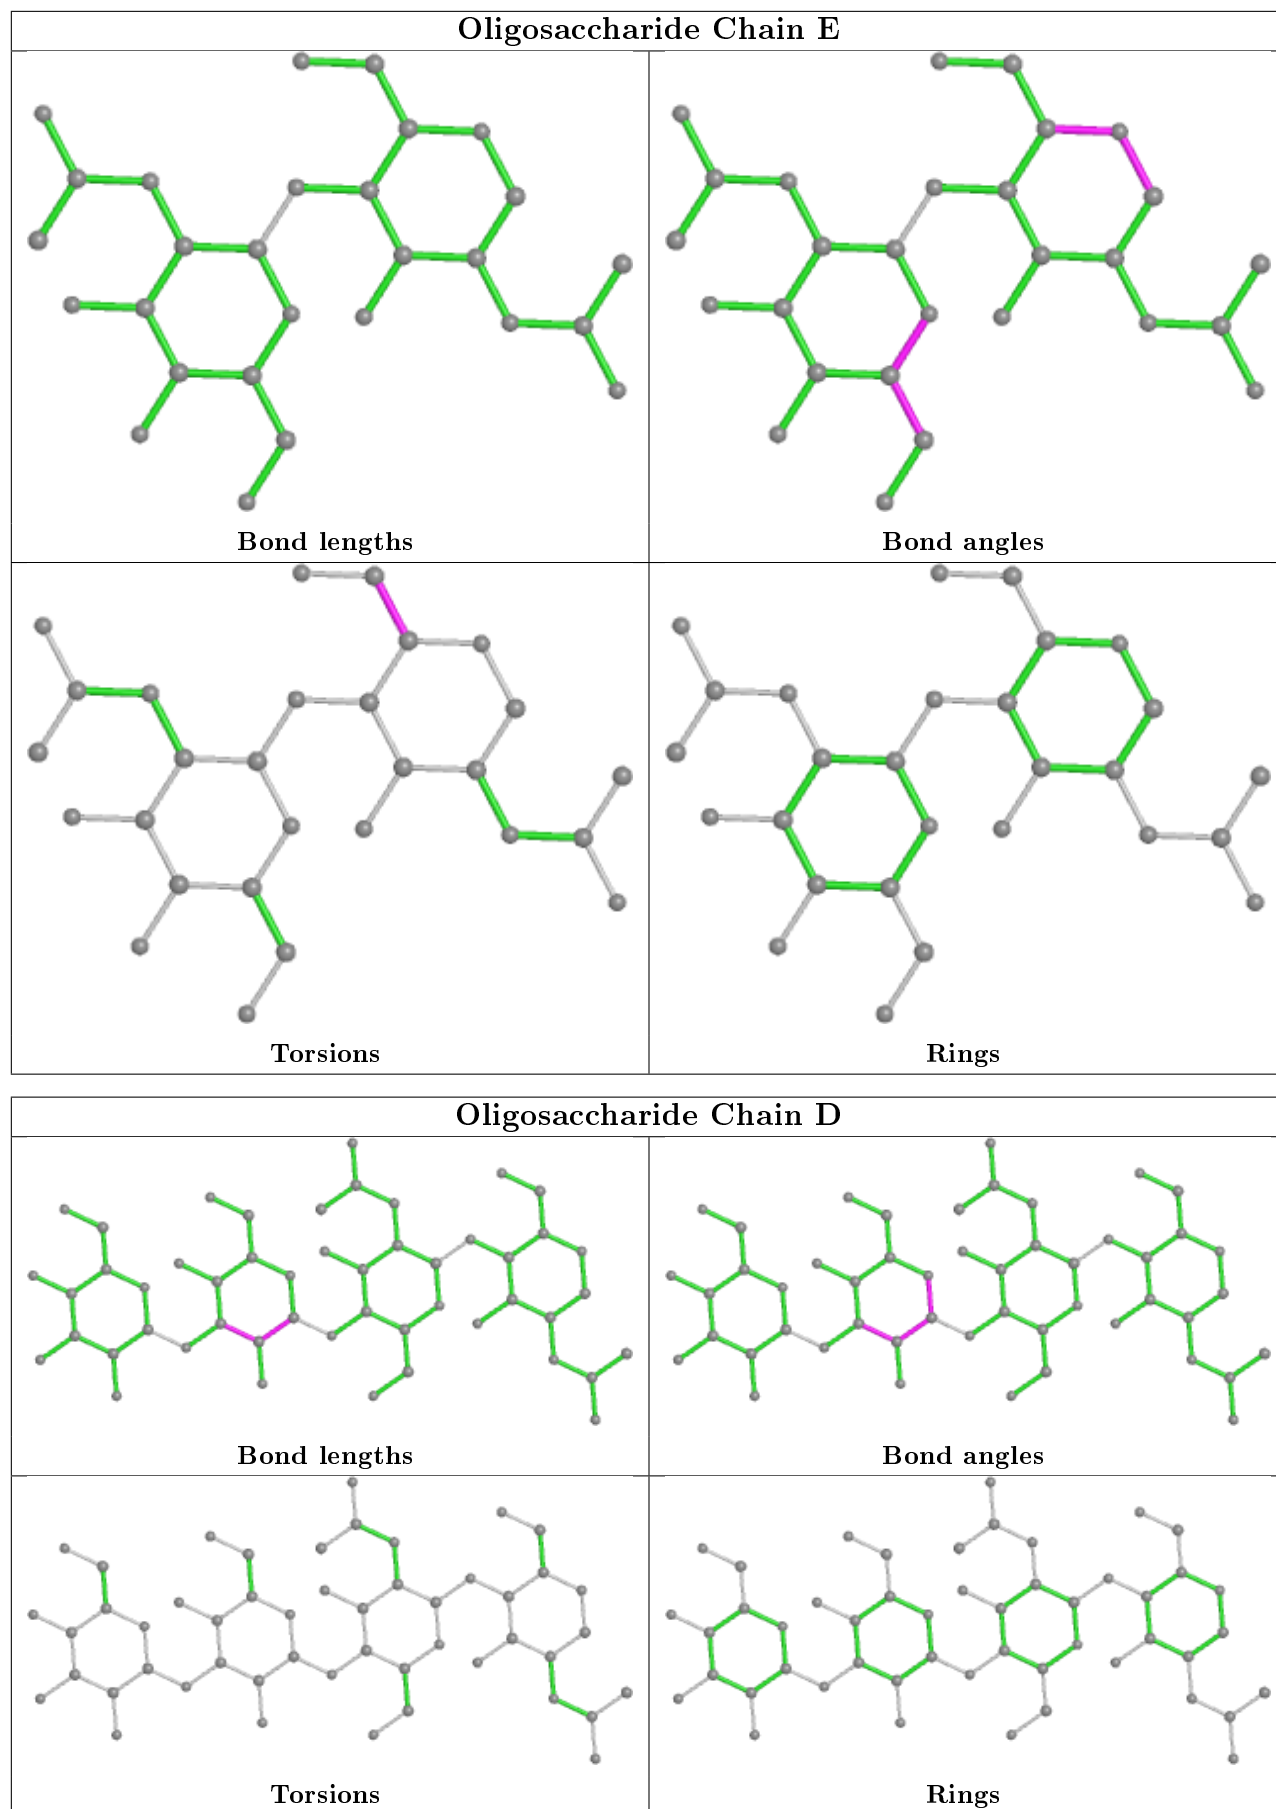 Oligosaccharide Chain E
Bond lengths
Bond angles
Torsions
Rings
Oligosaccharide Chain D
Bond lengths
Bond angles
Torsions
Rings